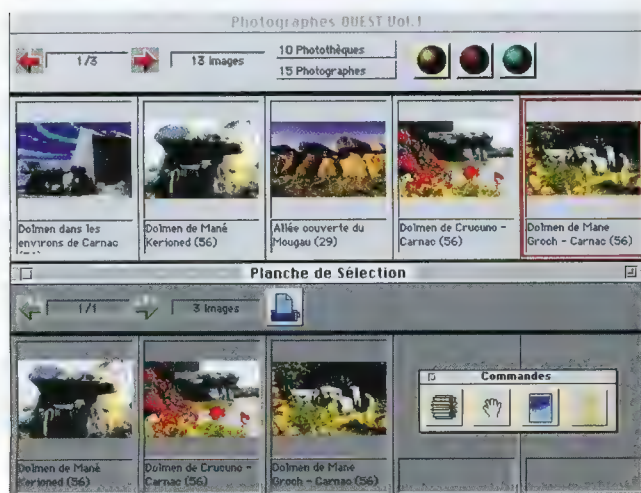 Photographes OUEST Vol.1
1/3
13 images
10 Photothèques
15 Photographes
Dolmen dans les
environs de Carnac
Dolmen de Mané
Kerioned (56)
Allée couverte du
Mougau (29)
Dolmen de Crucuno -
Carnac (56)
Dolmen de Mane
Groch - Carnac (56)
Planche de Sélection
1/1
3 images
Commandes
Dolmen de Mané
Kerioned (56)
Dolmen de Crucuno -
Carnac (56)
Dolmen de Mane
Groch - Carnac (56)